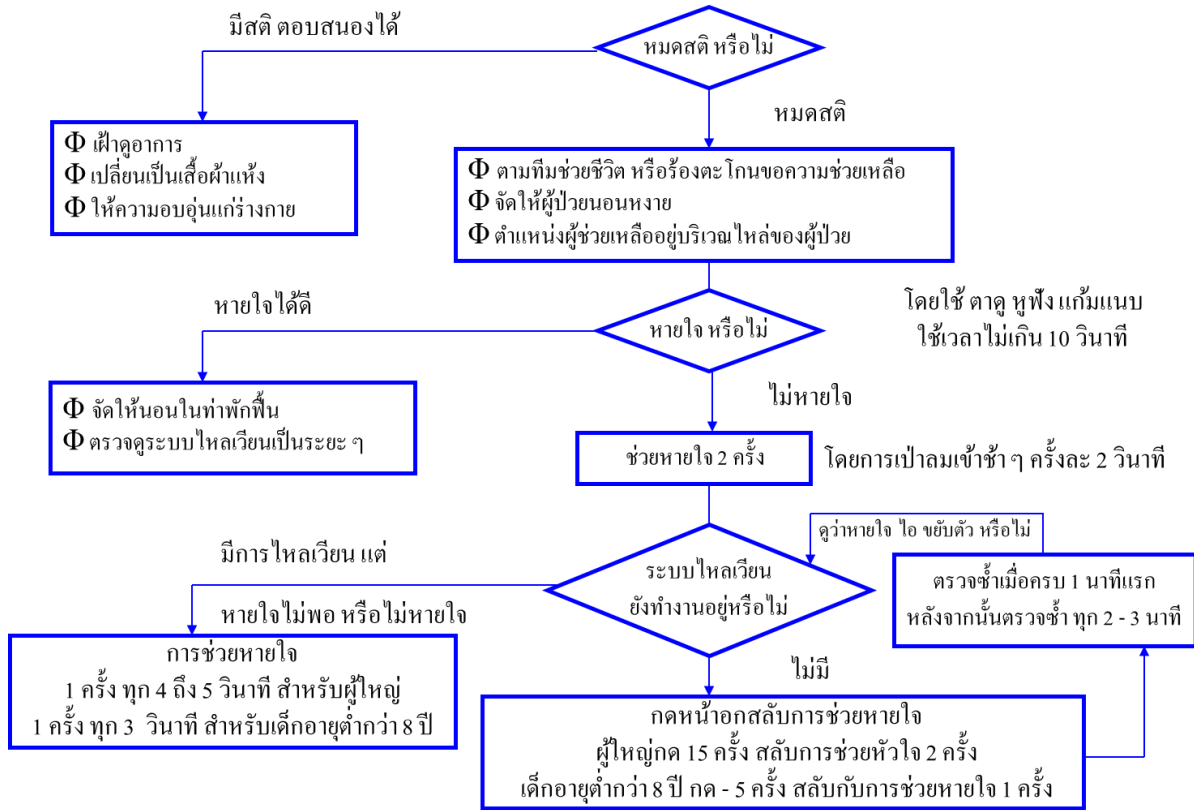 หมดสติ หรือไม่
มีสติ ตอบสนองได้
หมดสติ
Φ เฝ้าดูอาการ
Φ เปลี่ยนเป็นเสื้อผ้าแห้ง
Φ ให้ความอบอุ่นแก่ร่างกาย
Φ ตามทีมช่วยชีวิต หรือร้องตะโกนขอความช่วยเหลือ
Φ จัดให้ผู้ป่วยนอนหงาย
Φ ตำแหน่งผู้ช่วยเหลืออยู่บริเวณไหล่ของผู้ป่วย
หายใจได้ดี
หายใจ หรือไม่
โดยใช้ ตาดู หูฟัง แก้มแนบ
ใช้เวลาไม่เกิน 10 วินาที
Φ จัดให้นอนในท่าพักฟื้น
Φ ตรวจดูระบบไหลเวียนเป็นระยะ ๆ
ไม่หายใจ
ช่วยหายใจ 2 ครั้ง
โดยการเป่าลมเข้าช้า ๆ ครั้งละ 2 วินาที
ดูว่าหายใจ ไอ ขยับตัว หรือไม่
มีการไหลเวียน แต่
หายใจไม่พอ หรือไม่หายใจ
ระบบไหลเวียน
ยังทำงานอยู่หรือไม่
ตรวจซ้ำเมื่อครบ 1 นาทีแรก
หลังจากนั้นตรวจซ้ำ ทุก 2 - 3 นาที
การช่วยหายใจ
1 ครั้ง ทุก 4 ถึง 5 วินาที สำหรับผู้ใหญ่
1 ครั้ง ทุก 3 วินาที สำหรับเด็กอายุต่ำกว่า 8 ปี
ไม่มี
กดหน้าอกสลับการช่วยหายใจ
ผู้ใหญ่กด 15 ครั้ง สลับการช่วยหัวใจ 2 ครั้ง
เด็กอายุต่ำกว่า 8 ปี กด - 5 ครั้ง สลับกับการช่วยหายใจ 1 ครั้ง